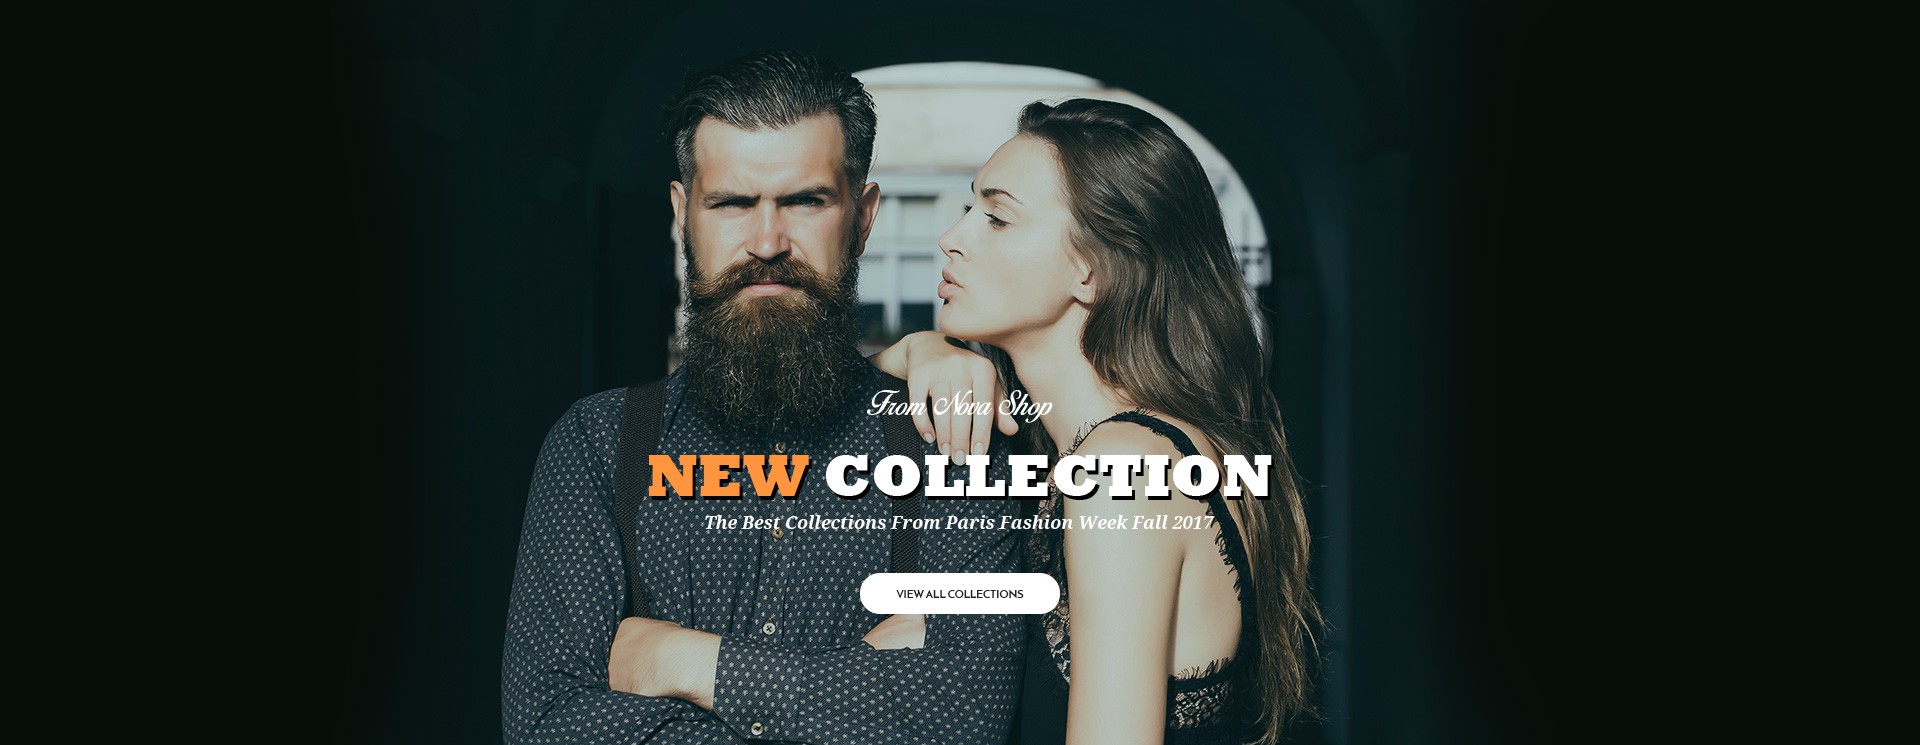 From Nova Shop
NEW COLLECTION
The Best Collections From Paris Fashion Week Fall 2017
VIEW ALL COLLECTIONS